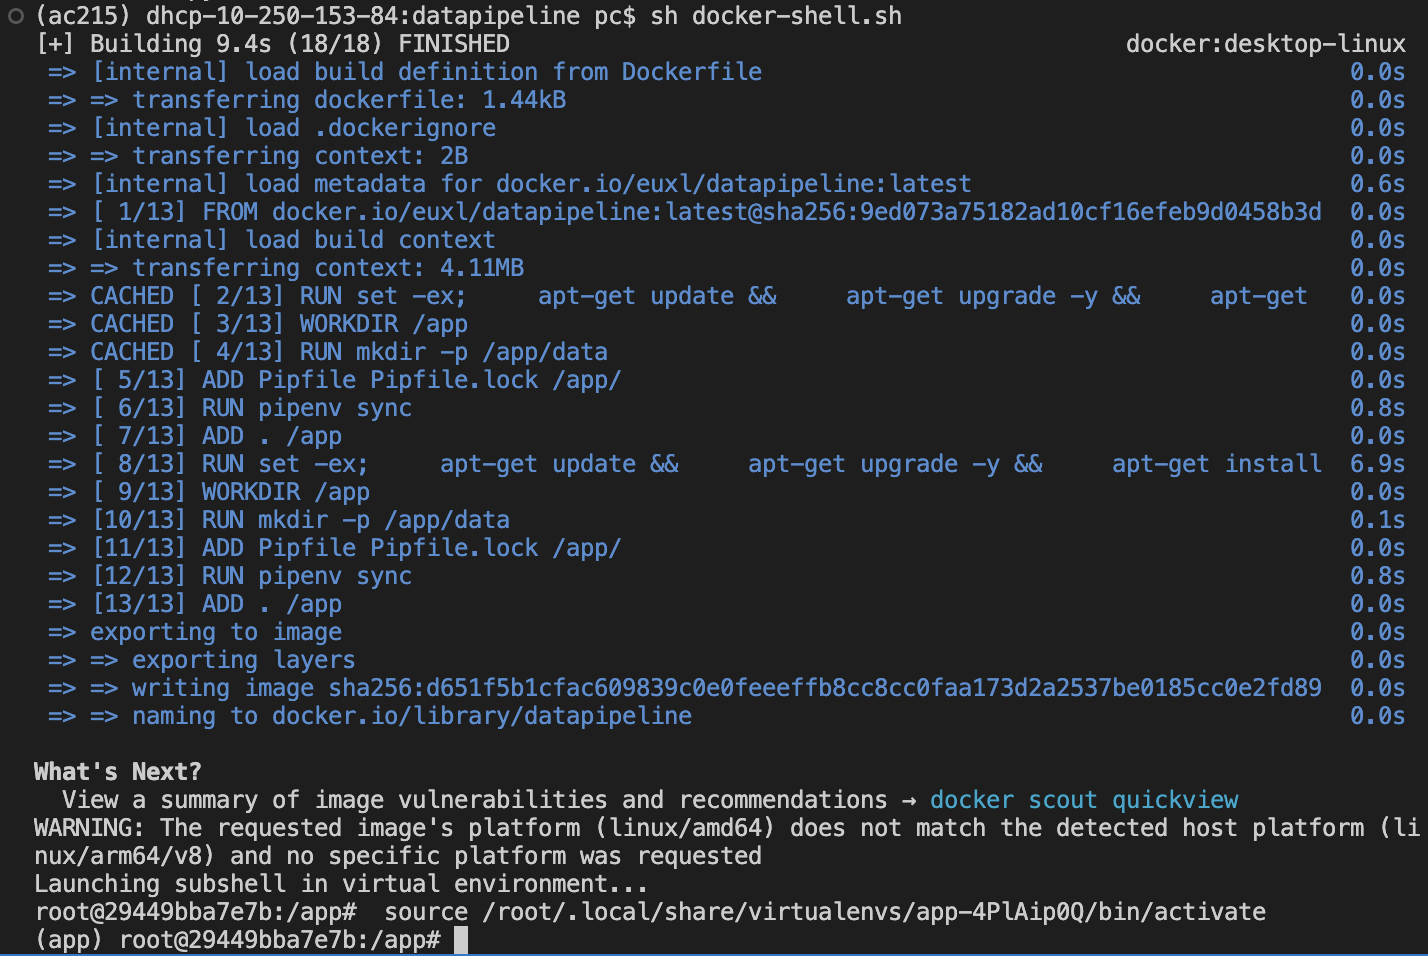 (ac215) dhcp-10-250-153-84:datapipeline pc$ sh docker-shell.sh
[+] Building 9.4s (18/18) FINISHED docker:desktop-linux
=> [internal] load build definition from Dockerfile 0.0s
=> => transferring dockerfile: 1.44kB 0.0s
=> [internal] load .dockerignore 0.0s
=> => transferring context: 2B 0.0s
=> [internal] load metadata for docker.io/euxl/datapipeline:latest 0.6s
=> [ 1/13] FROM docker.io/euxl/datapipeline:latest@sha256:9ed073a75182ad10cf16efeb9d0458b3d 0.0s
=> [internal] load build context 0.0s
=> => transferring context: 4.11MB 0.0s
=> CACHED [ 2/13] RUN set -ex; apt-get update && apt-get upgrade -y && apt-get 0.0s
=> CACHED [ 3/13] WORKDIR /app 0.0s
=> CACHED [ 4/13] RUN mkdir -p /app/data 0.0s
=> [ 5/13] ADD Pipfile Pipfile.lock /app/ 0.0s
=> [ 6/13] RUN pipenv sync 0.8s
=> [ 7/13] ADD . /app 0.0s
=> [ 8/13] RUN set -ex; apt-get update && apt-get upgrade -y && apt-get install 6.9s
=> [ 9/13] WORKDIR /app 0.0s
=> [10/13] RUN mkdir -p /app/data 0.1s
=> [11/13] ADD Pipfile Pipfile.lock /app/ 0.0s
=> [12/13] RUN pipenv sync 0.8s
=> [13/13] ADD . /app 0.0s
=> exporting to image 0.0s
=> => exporting layers 0.0s
=> => writing image sha256:d651f5b1cfac609839c0e0feeeffb8cc8cc0faa173d2a2537be0185cc0e2fd89 0.0s
=> => naming to docker.io/library/datapipeline 0.0s
What's Next?
View a summary of image vulnerabilities and recommendations → docker scout quickview
WARNING: The requested image's platform (linux/amd64) does not match the detected host platform (li
nux/arm64/v8) and no specific platform was requested
Launching subshell in virtual environment...
root@29449bba7e7b:/app#  source /root/.local/share/virtualenvs/app-4PlAip0Q/bin/activate
(app) root@29449bba7e7b:/app#